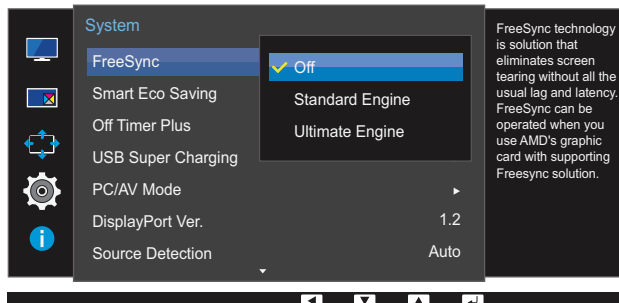 System
FreeSync
Smart Eco Saving
Off Timer Plus
USB Super Charging
PC/AV Mode
DisplayPort Ver. 1.2
Source Detection Auto
Off
Standard Engine
Ultimate Engine
FreeSync technology
is solution that
eliminates screen
tearing without all the
usual lag and latency.
FreeSync can be
operated when you
use AMD's graphic
card with supporting
Freesync solution.